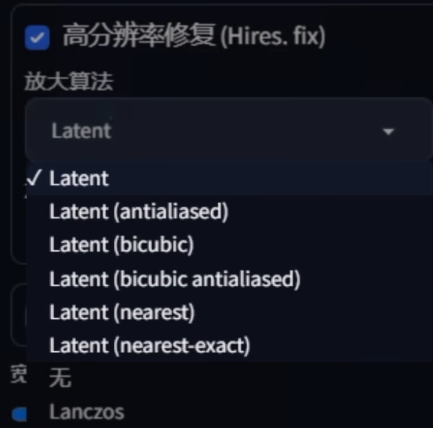 高分辨率修复 (Hires. fix)
放大算法
Latent
✓ Latent
Latent (antialiased)
Latent (bicubic)
Latent (bicubic antialiased)
Latent (nearest)
Latent (nearest-exact)
宽 无
Lanczos